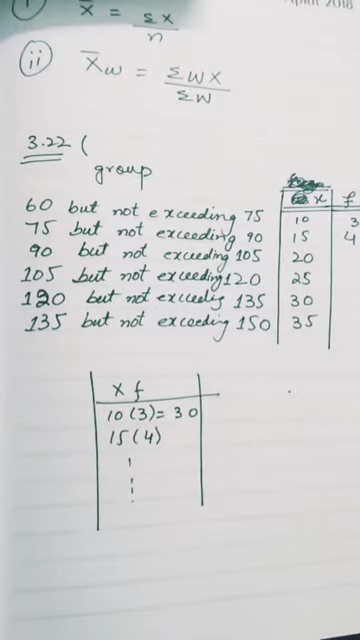 X̄ = Σx
n
(ii) X̄w = ΣWX
ΣW
3.22 (
group
x f
60 but not exceeding 75 10 3
75 but not exceeding 90 15 4
90 but not exceeding 105 20
105 but not exceeding 120 25
120 but not exceedig 135 30
135 but not exceeding 150 35
x f
10 (3) = 30
15 (4)